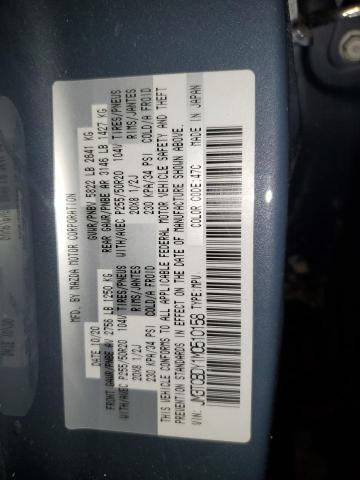 MFD. BY MAZDA MOTOR CORPORATION
DATE: 10/20 GVWR/PNBV 5822 LB 2641 KG
FRONT GAWR/PNBE AV 2756 LB 1250 KG REAR GAWR/PNBE AR 3146 LB 1427 KG
WITH/AVEC P255/50R20 104V TIRES/PNEUS WITH/AVEC P255/50R20 104V TIRES/PNEUS
20X8 1/2J RIMS/JANTES 20X8 1/2J RIMS/JANTES
230 KPA/34 PSI COLD/A FROID 230 KPA/34 PSI COLD/A FROID
THIS VEHICLE CONFORMS TO ALL APPLICABLE FEDERAL MOTOR VEHICLE SAFETY AND THEFT
PREVENTION STANDARDS IN EFFECT ON THE DATE OF MANUFACTURE SHOWN ABOVE.
VIN: JM3TCBDY1M0510158 TYPE:MPV COLOR CODE:47C MADE IN JAPAN